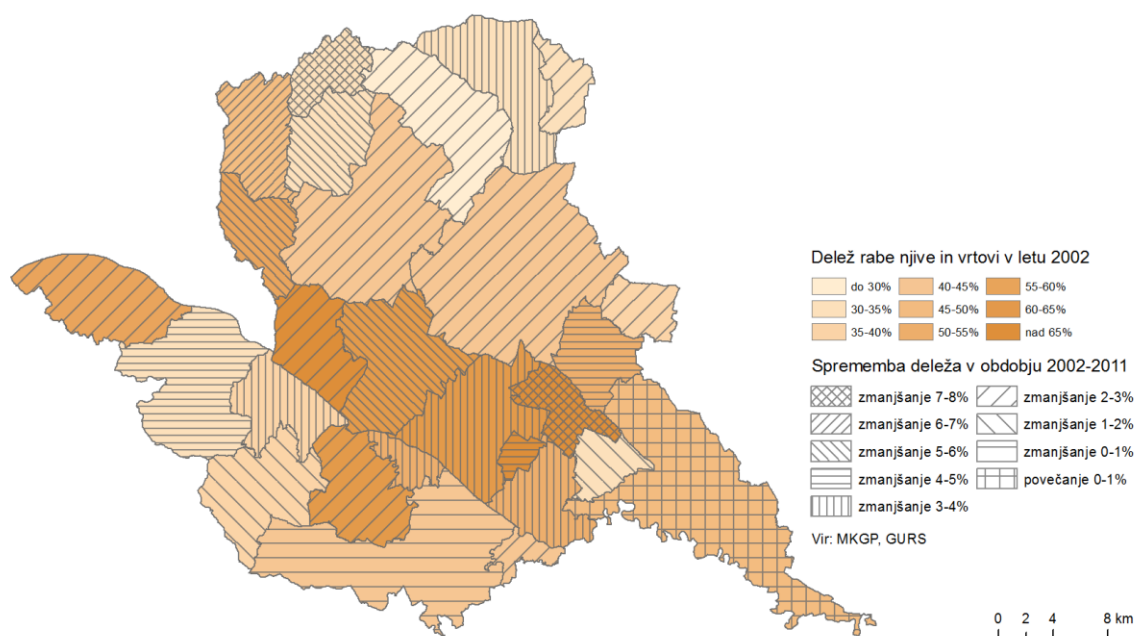 Delež rabe njive in vrtovi v letu 2002
do 30% 40-45% 55-60%
30-35% 45-50% 60-65%
35-40% 50-55% nad 65%
Sprememba deleža v obdobju 2002-2011
zmanjšanje 7-8% zmanjšanje 2-3%
zmanjšanje 6-7% zmanjšanje 1-2%
zmanjšanje 5-6% zmanjšanje 0-1%
zmanjšanje 4-5% povečanje 0-1%
zmanjšanje 3-4%
Vir: MKGP, GURS
0 2 4 8 km